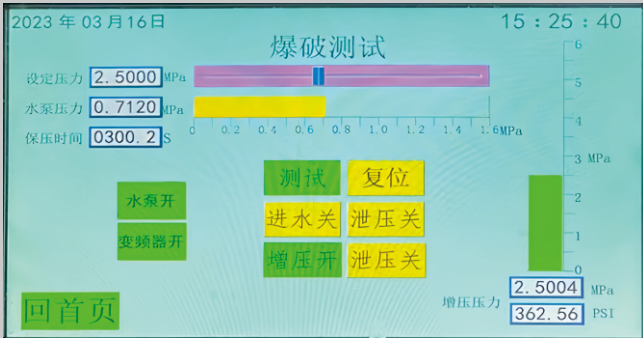 2023 年 03 月 16 日
15 : 25 : 40
爆破测试
设定压力 2.5000 MPa
水泵压力 0.7120 MPa
保压时间 0300.2 S
0 0.2 0.4 0.6 0.8 1.0 1.2 1.4 1.6 MPa
6
5
4
3 MPa
2
1
0
测试 复位
水泵开
进水关 泄压关
变频器开
增压开 泄压关
增压压力 2.5004 MPa
362.56 PSI
回首页